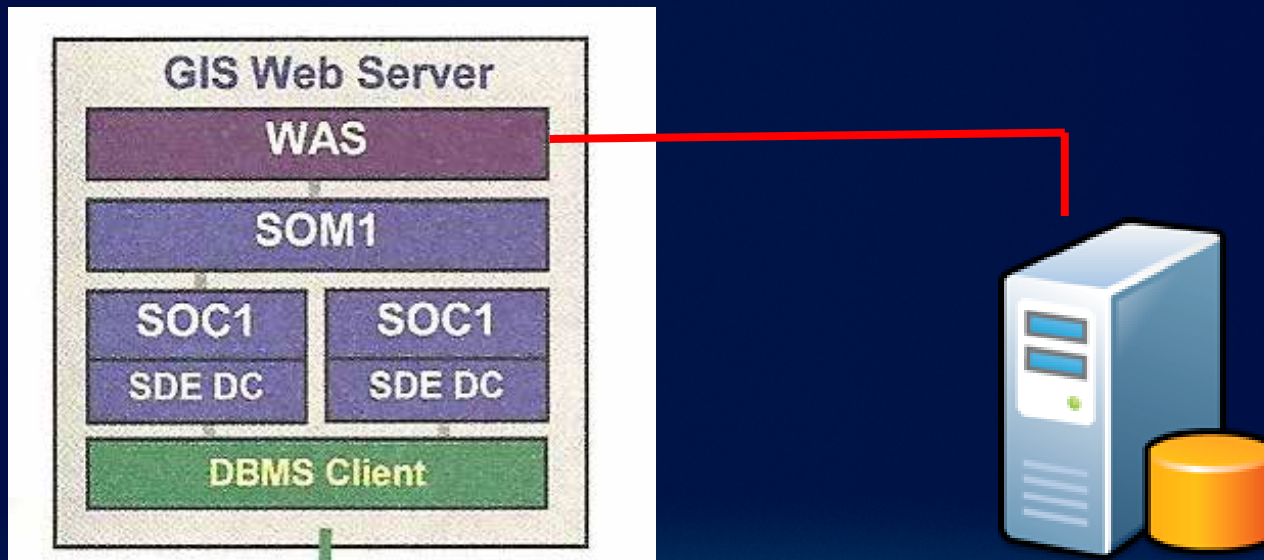 GIS Web Server
WAS
SOM1
SOC1 SOC1
SDE DC SDE DC
DBMS Client